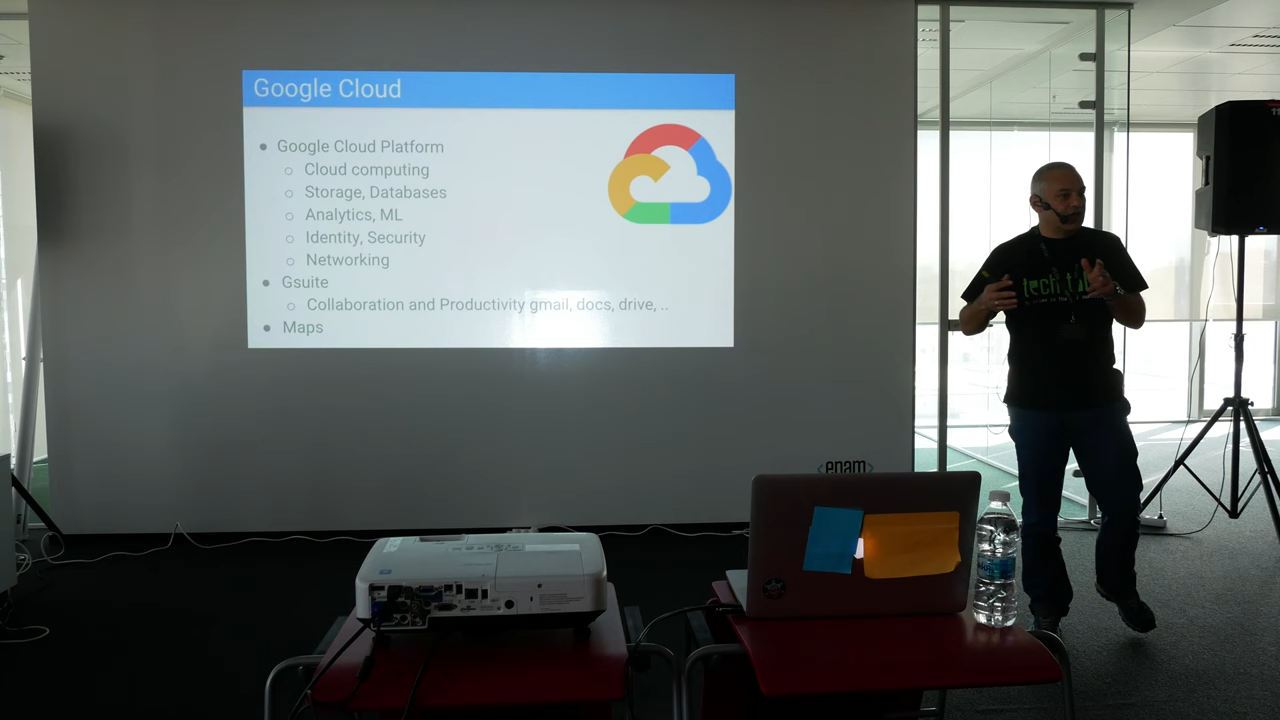 Google Cloud
Google Cloud Platform
Cloud computing
Storage, Databases
Analytics, ML
Identity, Security
Networking
Gsuite
Collaboration and Productivity gmail, docs, drive, ..
Maps